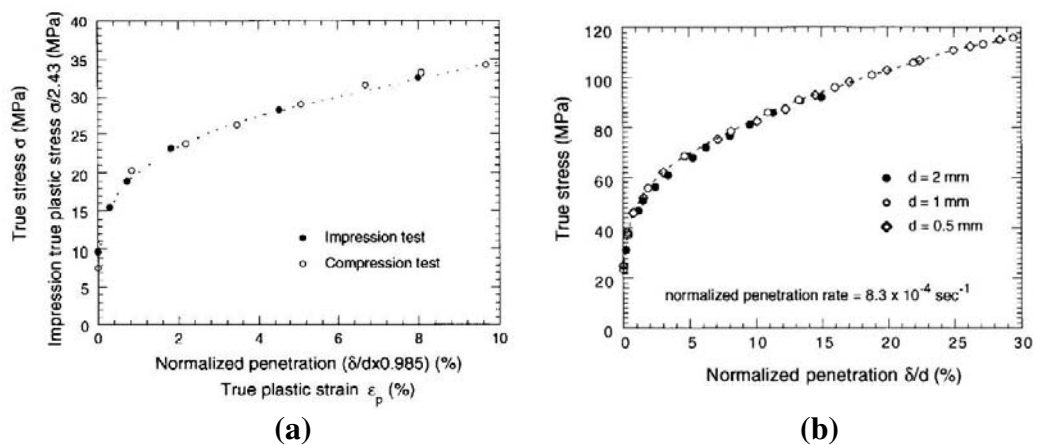 True stress σ (MPa)
Impression true plastic stress σ/2.43 (MPa)
40
35
30
25
20
15
10
5
0
● Impression test
○ Compression test
0 2 4 6 8 10
Normalized penetration (δ/dx0.985) (%)
True plastic strain εp (%)
(a)
True stress (MPa)
120
100
80
60
40
20
0
● d = 2 mm
○ d = 1 mm
◇ d = 0.5 mm
normalized penetration rate = 8.3 x 10⁻⁴ sec⁻¹
0 5 10 15 20 25 30
Normalized penetration δ/d (%)
(b)